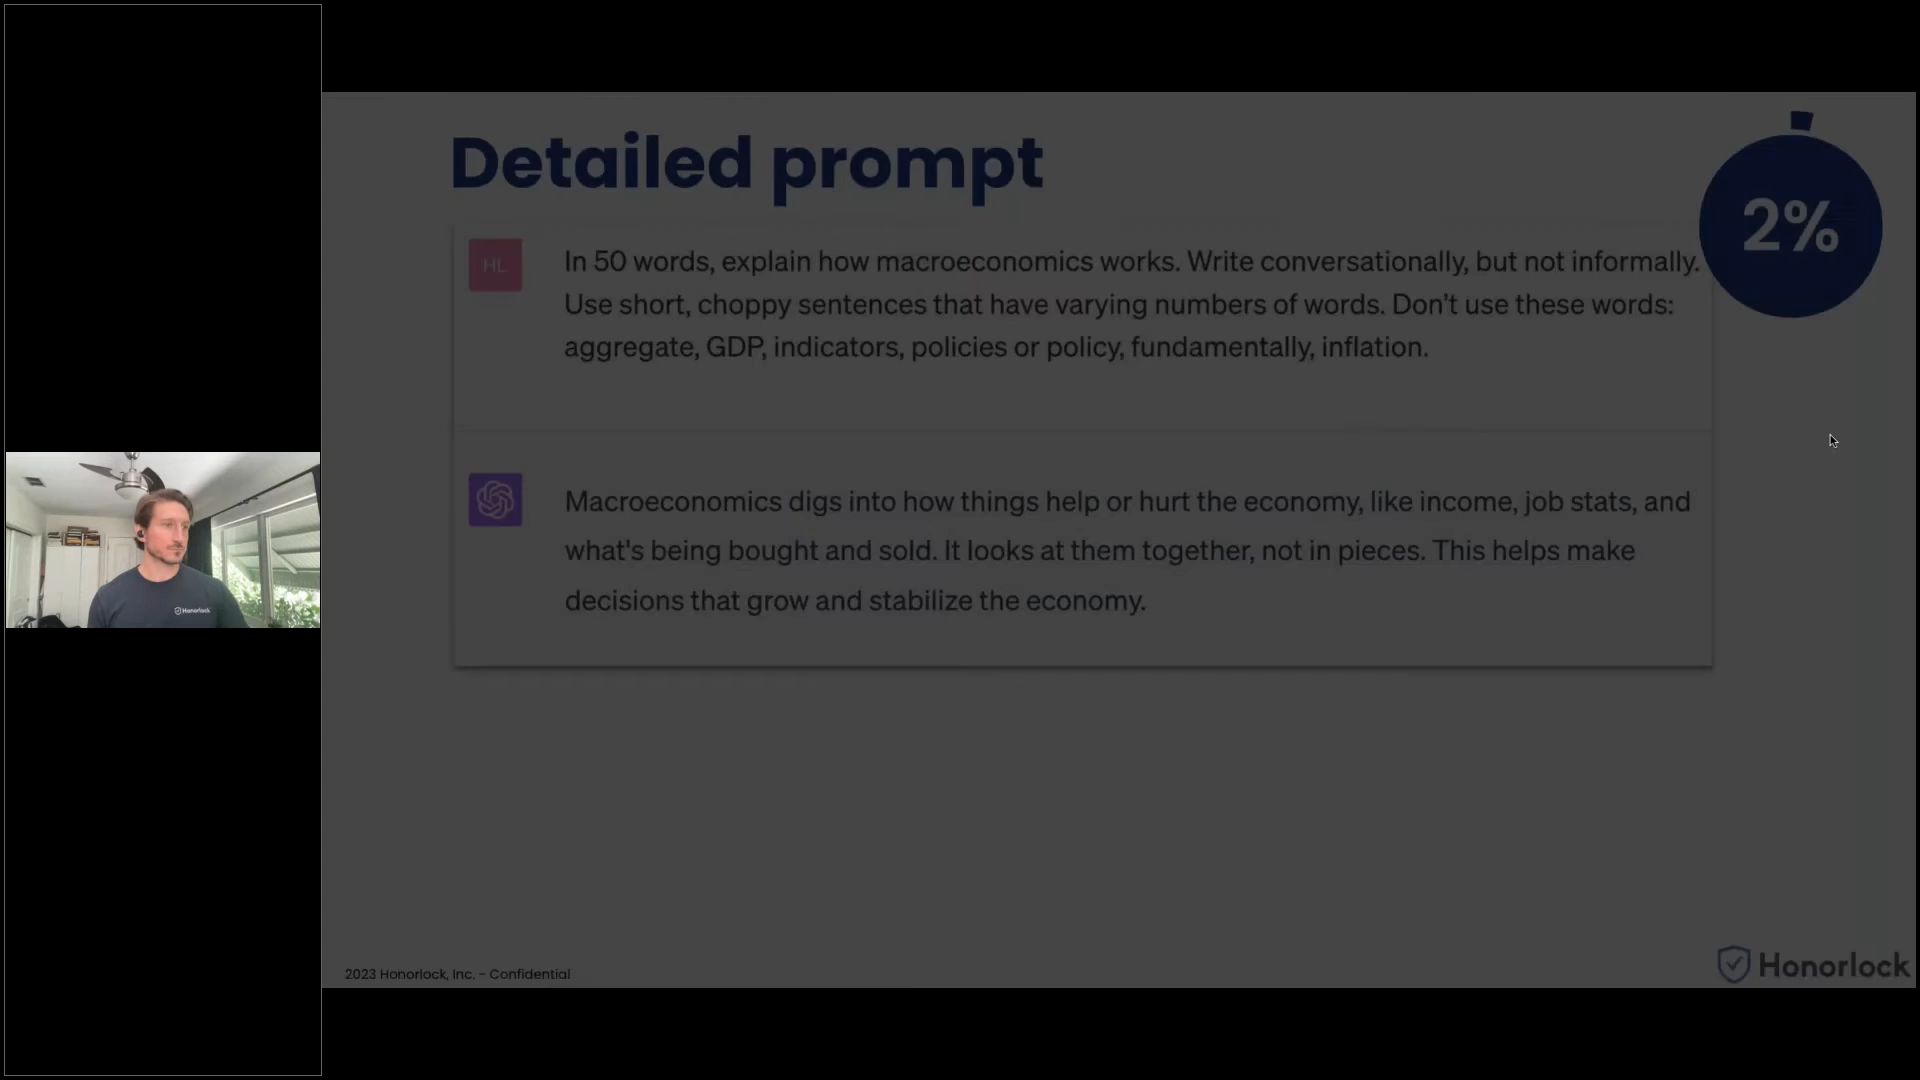 Detailed prompt
2%
HL
In 50 words, explain how macroeconomics works. Write conversationally, but not informally.
Use short, choppy sentences that have varying numbers of words. Don't use these words:
aggregate, GDP, indicators, policies or policy, fundamentally, inflation.
Macroeconomics digs into how things help or hurt the economy, like income, job stats, and
what's being bought and sold. It looks at them together, not in pieces. This helps make
decisions that grow and stabilize the economy.
Honorlock
2023 Honorlock, Inc. - Confidential
Honorlock